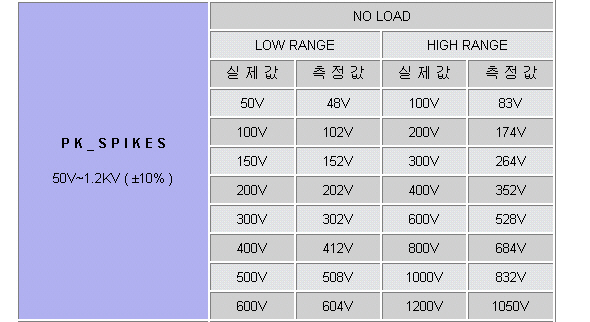 NO LOAD
LOW RANGE HIGH RANGE
실 제 값 측 정 값 실 제 값 측 정 값
PK_SPIKES
50V~1.2KV ( ±10% )
50V 48V 100V 83V
100V 102V 200V 174V
150V 152V 300V 264V
200V 202V 400V 352V
300V 302V 600V 528V
400V 412V 800V 684V
500V 508V 1000V 832V
600V 604V 1200V 1050V